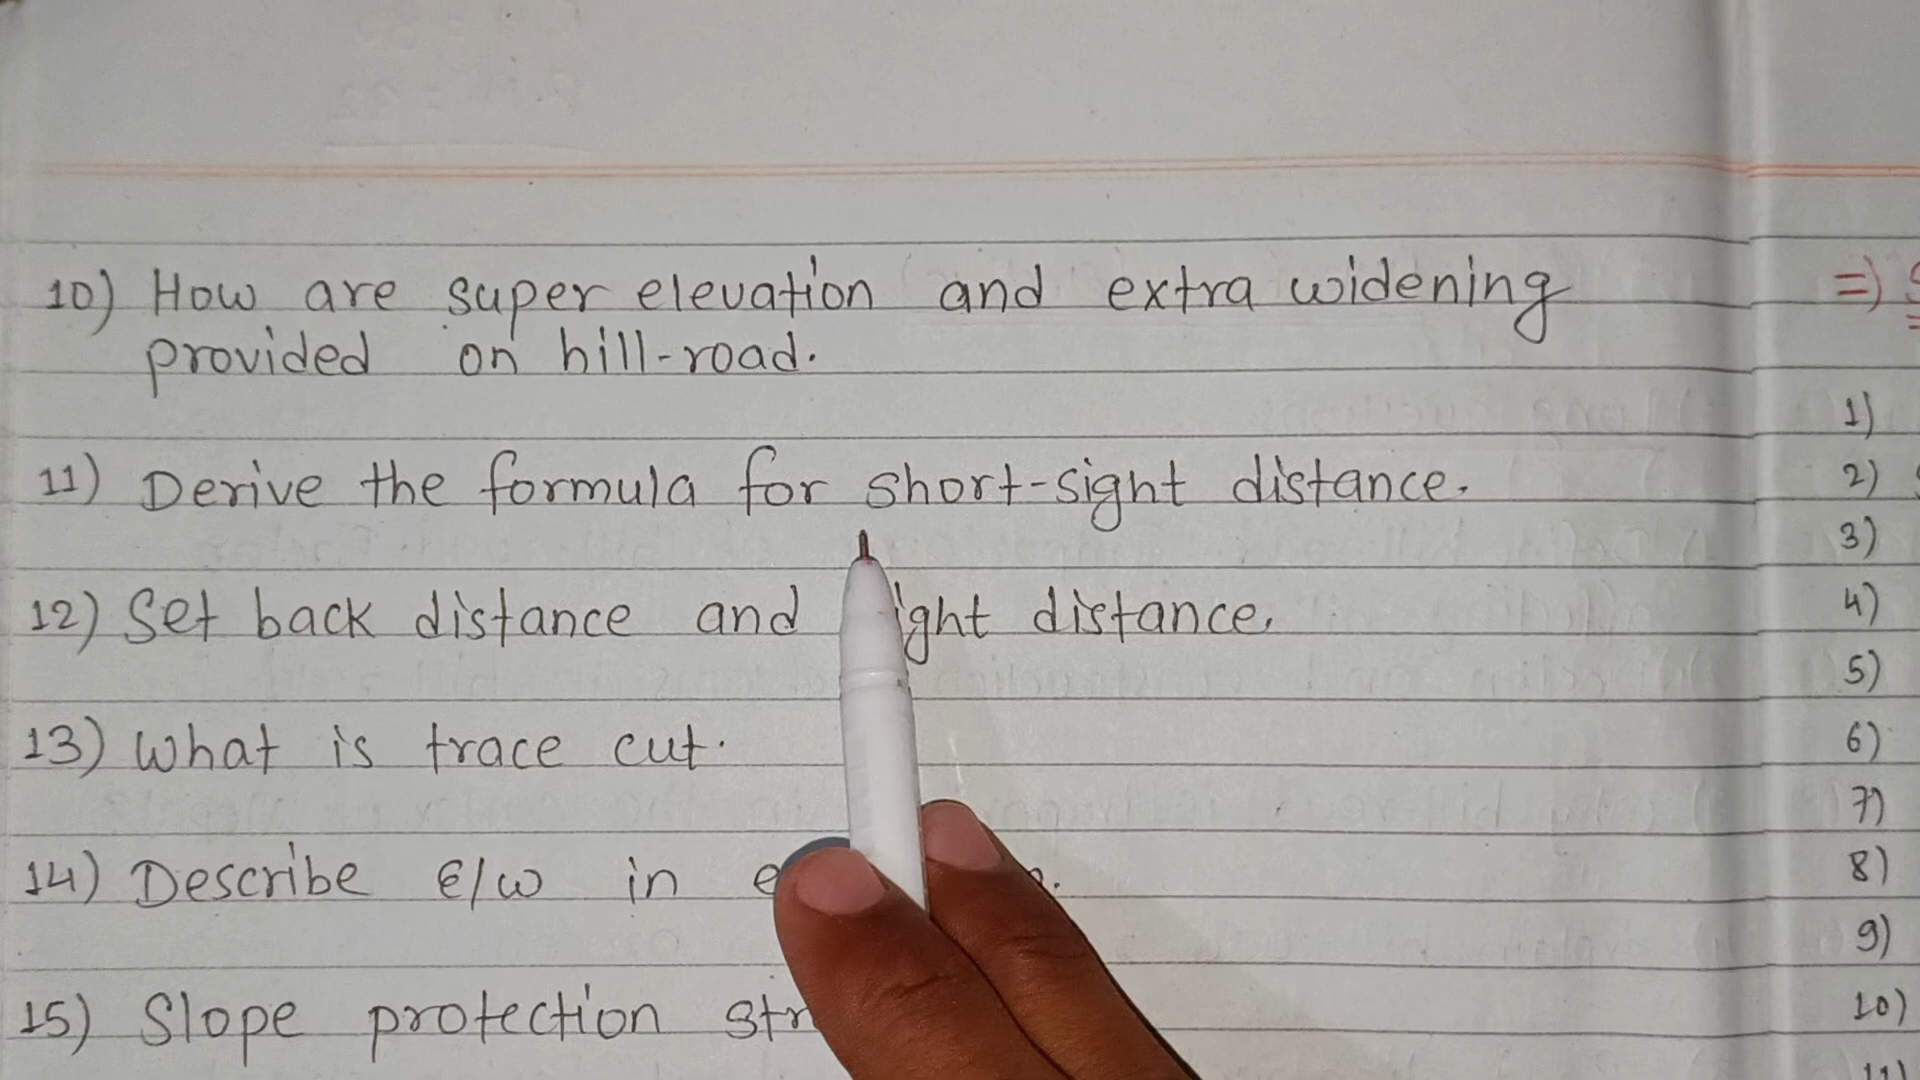 10) How are super elevation and extra widening
provided on hill-road.
11) Derive the formula for short-sight distance.
12) Set back distance and distance.
13) What is trace cut.
14) Describe E/W in
15) Slope protection
=)
1)
2)
3)
4)
5)
6)
7)
8)
9)
10)
11)